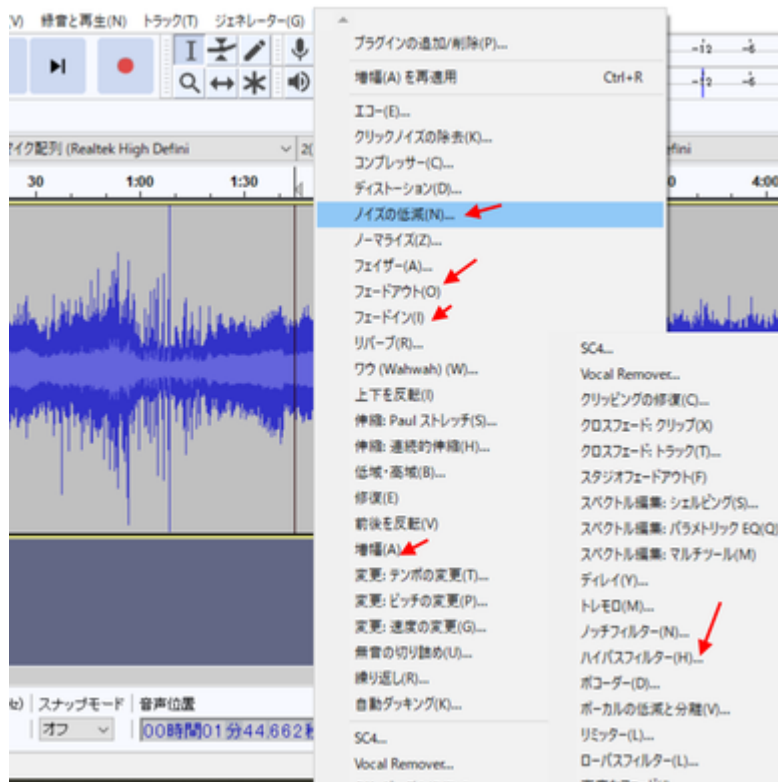 V) 録音と再生(N) トラック(T) ジェネレーター(G)
プラグインの追加/削除(P)...
増幅(A) を再適用 Ctrl+R
エコー(E)...
クリックノイズの除去(K)...
コンプレッサー(C)...
ディストーション(D)...
ノイズの低減(N)...
ノーマライズ(Z)...
フェイザー(A)...
フェードアウト(O)
フェードイン(I)
リバーブ(R)...
ワウ (Wahwah) (W)...
上下を反転(I)
伸縮: Paul ストレッチ(S)...
伸縮: 連続的伸縮(H)...
低域・高域(B)...
修復(E)
前後を反転(V)
増幅(A)...
変更: テンポの変更(T)...
変更: ピッチの変更(P)...
変更: 速度の変更(G)...
無音の切り詰め(U)...
繰り返し(R)...
自動ダッキング(K)...
SC4...
Vocal Remover...
-12 -6
-12 -6
マイク配列 (Realtek High Defini 2(
efini
30 1:00 1:30
0 4:00
SC4...
Vocal Remover...
クリッピングの修復(C)...
クロスフェード: クリップ(X)
クロスフェード: トラック(T)...
スタジオフェードアウト(F)
スペクトル編集: シェルビング(S)...
スペクトル編集: パラメトリック EQ(Q)
スペクトル編集: マルチツール(M)
ディレイ(Y)...
トレモロ(M)...
ノッチフィルター(N)...
ハイパスフィルター(H)...
ボコーダー(D)...
ボーカルの低減と分離(V)...
リミッター(L)...
ローパスフィルター(L)...
z) スナップモード 音声位置
オフ 00時間01分44.662秒